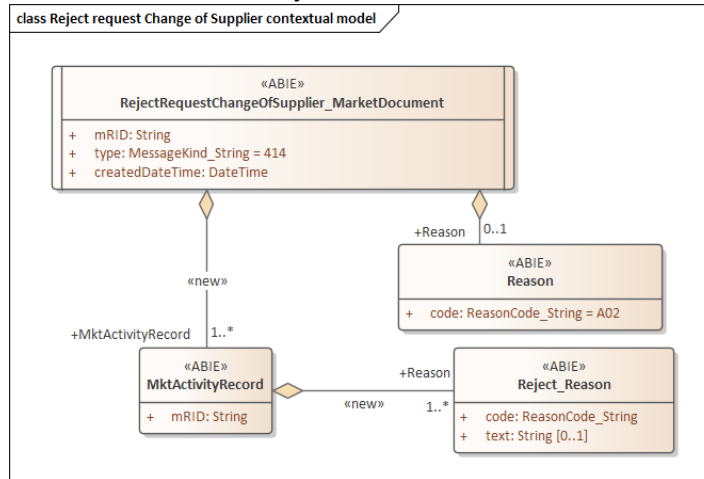 class Reject request Change of Supplier contextual model
«ABIE»
RejectRequestChangeOfSupplier_MarketDocument
+ mRID: String
+ type: MessageKind_String = 414
+ createdDateTime: DateTime
+Reason 0..1
«ABIE»
Reason
+ code: ReasonCode_String = A02
«new»
+MktActivityRecord 1..*
«ABIE»
MktActivityRecord
+ mRID: String
«new»
+Reason
1..*
«ABIE»
Reject_Reason
+ code: ReasonCode_String
+ text: String [0..1]